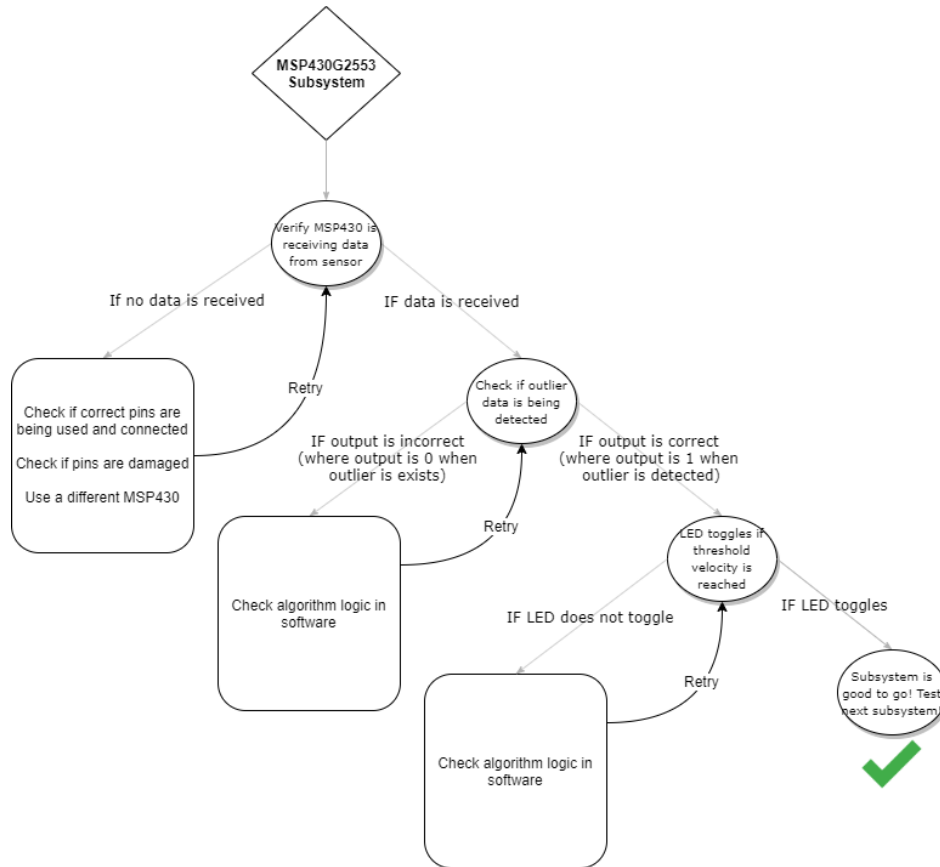 MSP430G2553
Subsystem
Verify MSP430 is
receiving data
from sensor
If no data is received
IF data is received
Retry
Check if correct pins are
being used and connected
Check if pins are damaged
Use a different MSP430
Check if outlier
data is being
detected
IF output is incorrect
(where output is 0 when
outlier is exists)
IF output is correct
(where output is 1 when
outlier is detected)
Retry
Check algorithm logic in
software
LED toggles if
threshold
velocity is
reached
IF LED does not toggle
IF LED toggles
Retry
Check algorithm logic in
software
Subsystem is
good to go! Test
next subsystem!